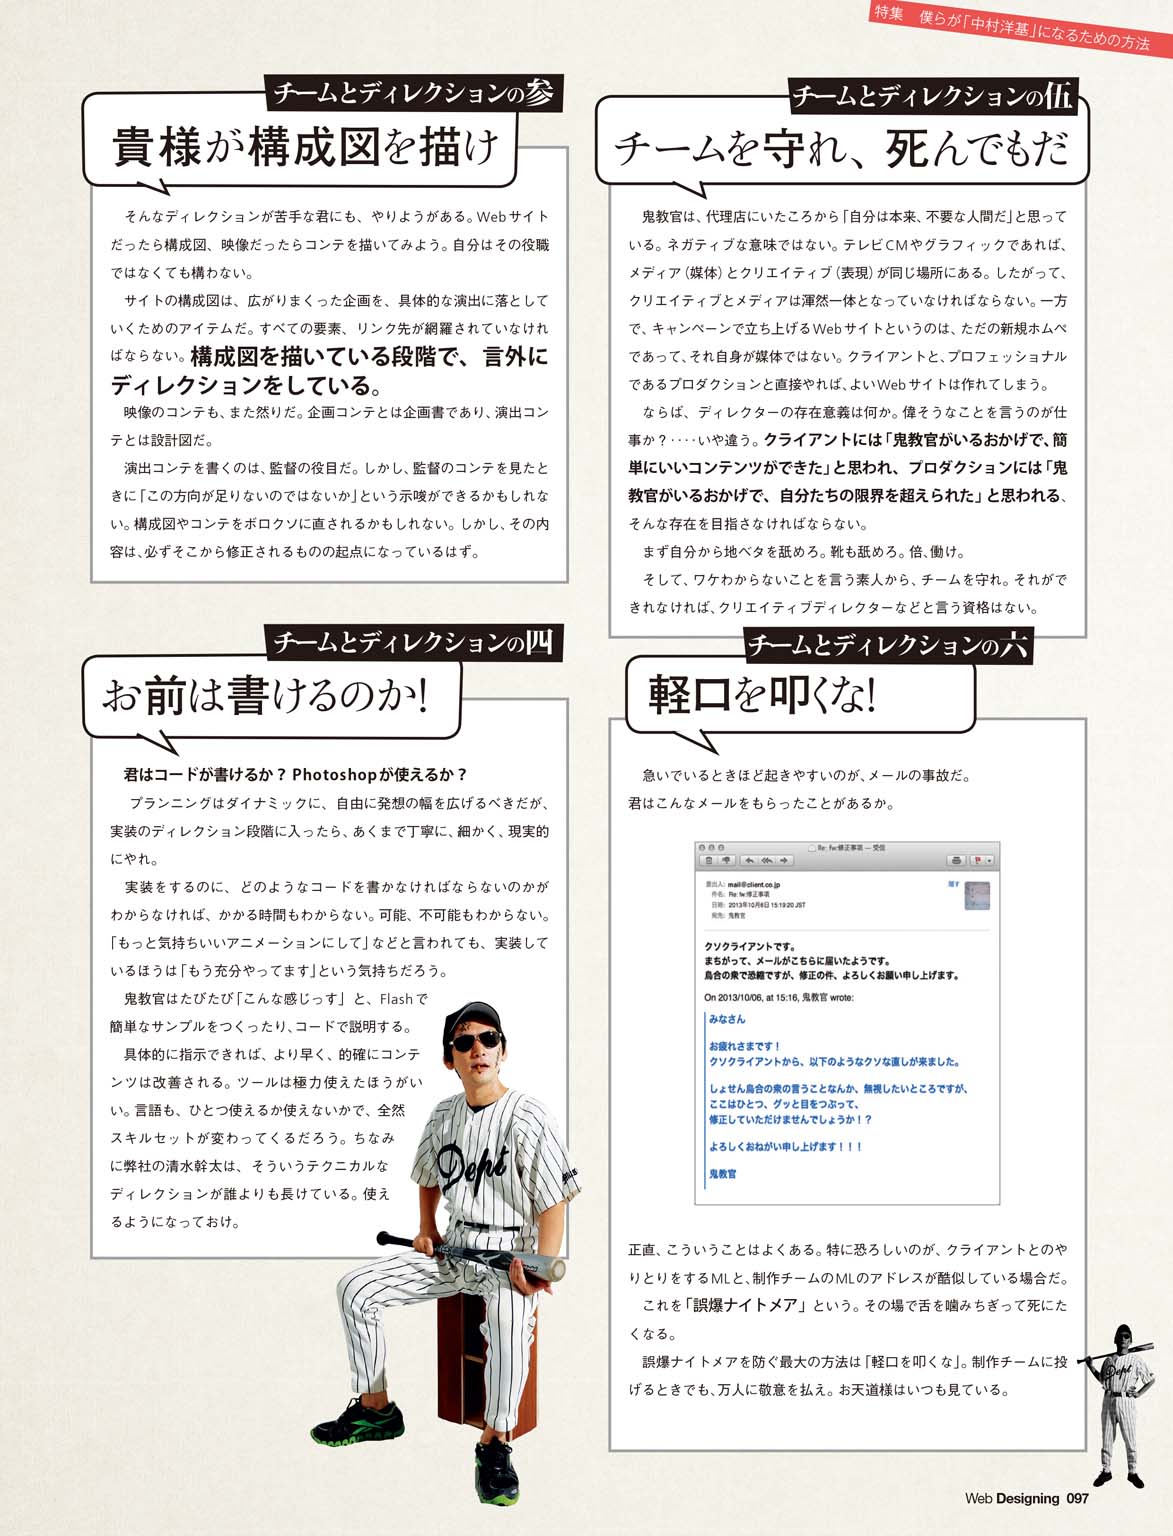 特集 僕らが「中村洋基」になるための方法
チームとディレクションの参
貴様が構成図を描け
そんなディレクションが苦手な君にも、やりようがある。Webサイト
だったら構成図、映像だったらコンテを描いてみよう。自分はその役職
ではなくても構わない。
サイトの構成図は、広がりまくった企画を、具体的な演出に落として
いくためのアイテムだ。すべての要素、リンク先が網羅されていなけれ
ばならない。構成図を描いている段階で、言外に
ディレクションをしている。
映像のコンテも、また然りだ。企画コンテとは企画書であり、演出コン
テとは設計図だ。
演出コンテを書くのは、監督の役目だ。しかし、監督のコンテを見たと
きに「この方向が足りないのではないか」という示唆ができるかもしれな
い。構成図やコンテをボロクソに直されるかもしれない。しかし、その内
容は、必ずそこから修正されるものの起点になっているはず。
チームとディレクションの四
お前は書けるのか!
君はコードが書けるか？ Photoshopが使えるか？
プランニングはダイナミックに、自由に発想の幅を広げるべきだが、
実装のディレクション段階に入ったら、あくまで丁寧に、細かく、現実的
にやれ。
実装をするのに、どのようなコードを書かなければならないのかが
わからなければ、かかる時間もわからない。可能、不可能もわからない。
「もっと気持ちいいアニメーションにして」などと言われても、実装して
いるほうは「もう充分やってます」という気持ちだろう。
鬼教官はたびたび「こんな感じっす」と、Flashで
簡単なサンプルをつくったり、コードで説明する。
具体的に指示できれば、より早く、的確にコンテ
ンツは改善される。ツールは極力使えたほうがい
い。言語も、ひとつ使えるか使えないかで、全然
スキルセットが変わってくるだろう。ちなみ
に弊社の清水幹太は、そういうテクニカルな
ディレクションが誰よりも長けている。使え
るようになっておけ。
Dept
チームとディレクションの伍
チームを守れ、死んでもだ
鬼教官は、代理店にいたころから「自分は本来、不要な人間だ」と思って
いる。ネガティブな意味ではない。テレビCMやグラフィックであれば、
メディア（媒体）とクリエイティブ（表現）が同じ場所にある。したがって、
クリエイティブとメディアは渾然一体となっていなければならない。一方
で、キャンペーンで立ち上げるWebサイトというのは、ただの新規ホムペ
であって、それ自身が媒体ではない。クライアントと、プロフェッショナル
であるプロダクションと直接やれば、よいWebサイトは作れてしまう。
ならば、ディレクターの存在意義は何か。偉そうなことを言うのが仕
事か？‥‥いや違う。クライアントには「鬼教官がいるおかげで、簡
単にいいコンテンツができた」と思われ、プロダクションには「鬼
教官がいるおかげで、自分たちの限界を超えられた」と思われる、
そんな存在を目指さなければならない。
まず自分から地ベタを舐めろ。靴も舐めろ。倍、働け。
そして、ワケわからないことを言う素人から、チームを守れ。それがで
きれなければ、クリエイティブディレクターなどと言う資格はない。
チームとディレクションの六
軽口を叩くな!
急いでいるときほど起きやすいのが、メールの事故だ。
君はこんなメールをもらったことがあるか。
Re: fw:修正事項 — 受信
差出人: mail@client.co.jp
隠す
件名: Re: fw:修正事項
日時: 2013年10月6日 15:19:20 JST
宛先: 鬼教官
クソクライアントです。
まちがって、メールがこちらに届いたようです。
烏合の衆で恐縮ですが、修正の件、よろしくお願い申し上げます。
On 2013/10/06, at 15:16, 鬼教官 wrote:
みなさん
お疲れさまです！
クソクライアントから、以下のようなクソな直しが来ました。
しょせん烏合の衆の言うことなんか、無視したいところですが、
ここはひとつ、グッと目をつぶって、
修正していただけませんでしょうか！？
よろしくおねがい申し上げます！！！
鬼教官
正直、こういうことはよくある。特に恐ろしいのが、クライアントとのや
りとりをするMLと、制作チームのMLのアドレスが酷似している場合だ。
これを「誤爆ナイトメア」という。その場で舌を噛みちぎって死にた
くなる。
誤爆ナイトメアを防ぐ最大の方法は「軽口を叩くな」。制作チームに投
げるときでも、万人に敬意を払え。お天道様はいつも見ている。
Dept
Web Designing 097